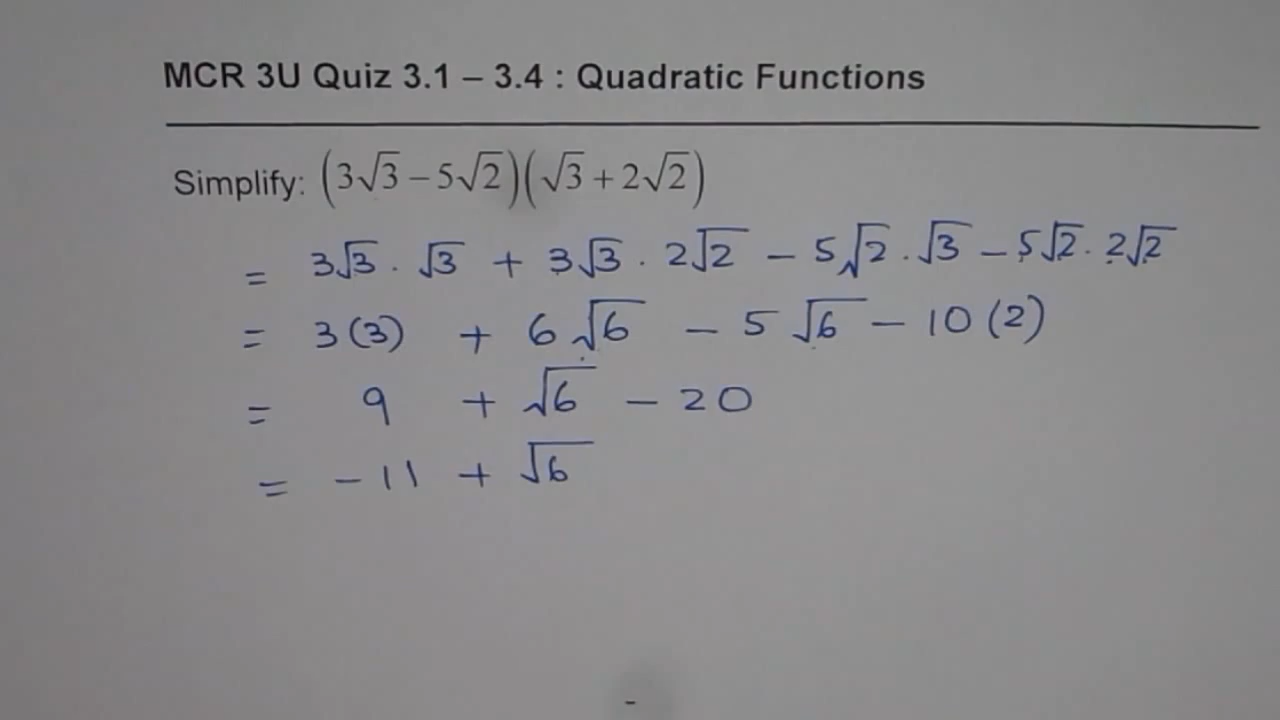 MCR 3U Quiz 3.1 – 3.4 : Quadratic Functions
Simplify: (3√3 – 5√2)(√3 + 2√2)
= 3√3 · √3 + 3√3 · 2√2 – 5√2 · √3 – 5√2 · 2√2
= 3(3) + 6√6 – 5√6 – 10(2)
= 9 + √6 – 20
= –11 + √6